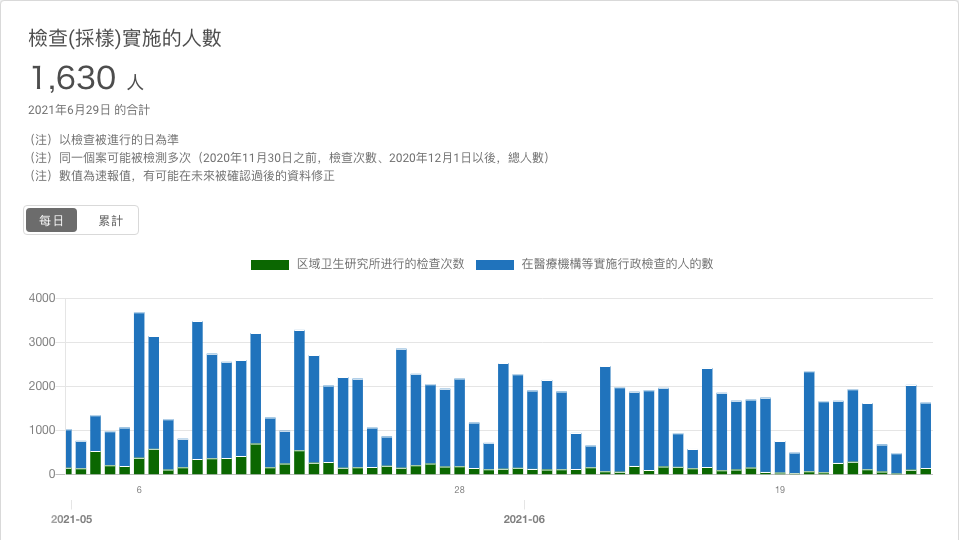 檢查(採樣)實施的人數
1,630 人
2021年6月29日 的合計
（注）以檢查被進行的日為準
（注）同一個案可能被檢測多次（2020年11月30日之前，檢查次數、2020年12月1日以後，總人數）
（注）數值為速報值，有可能在未來被確認過後的資料修正
每日 累計
区域卫生研究所进行的检查次数 在醫療機構等實施行政檢查的人的數
4000
3000
2000
1000
0
6 28 19
2021-05 2021-06